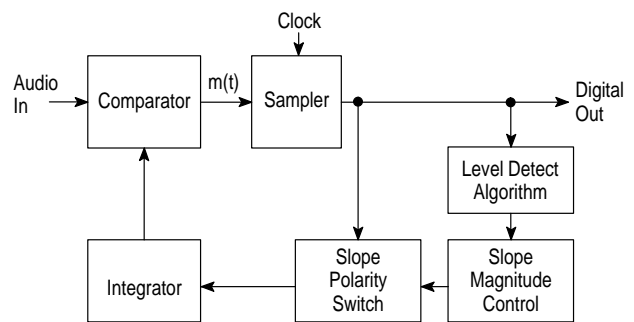 Clock
Audio
In
Comparator
m(t)
Sampler
Digital
Out
Level Detect
Algorithm
Integrator
Slope
Polarity
Switch
Slope
Magnitude
Control